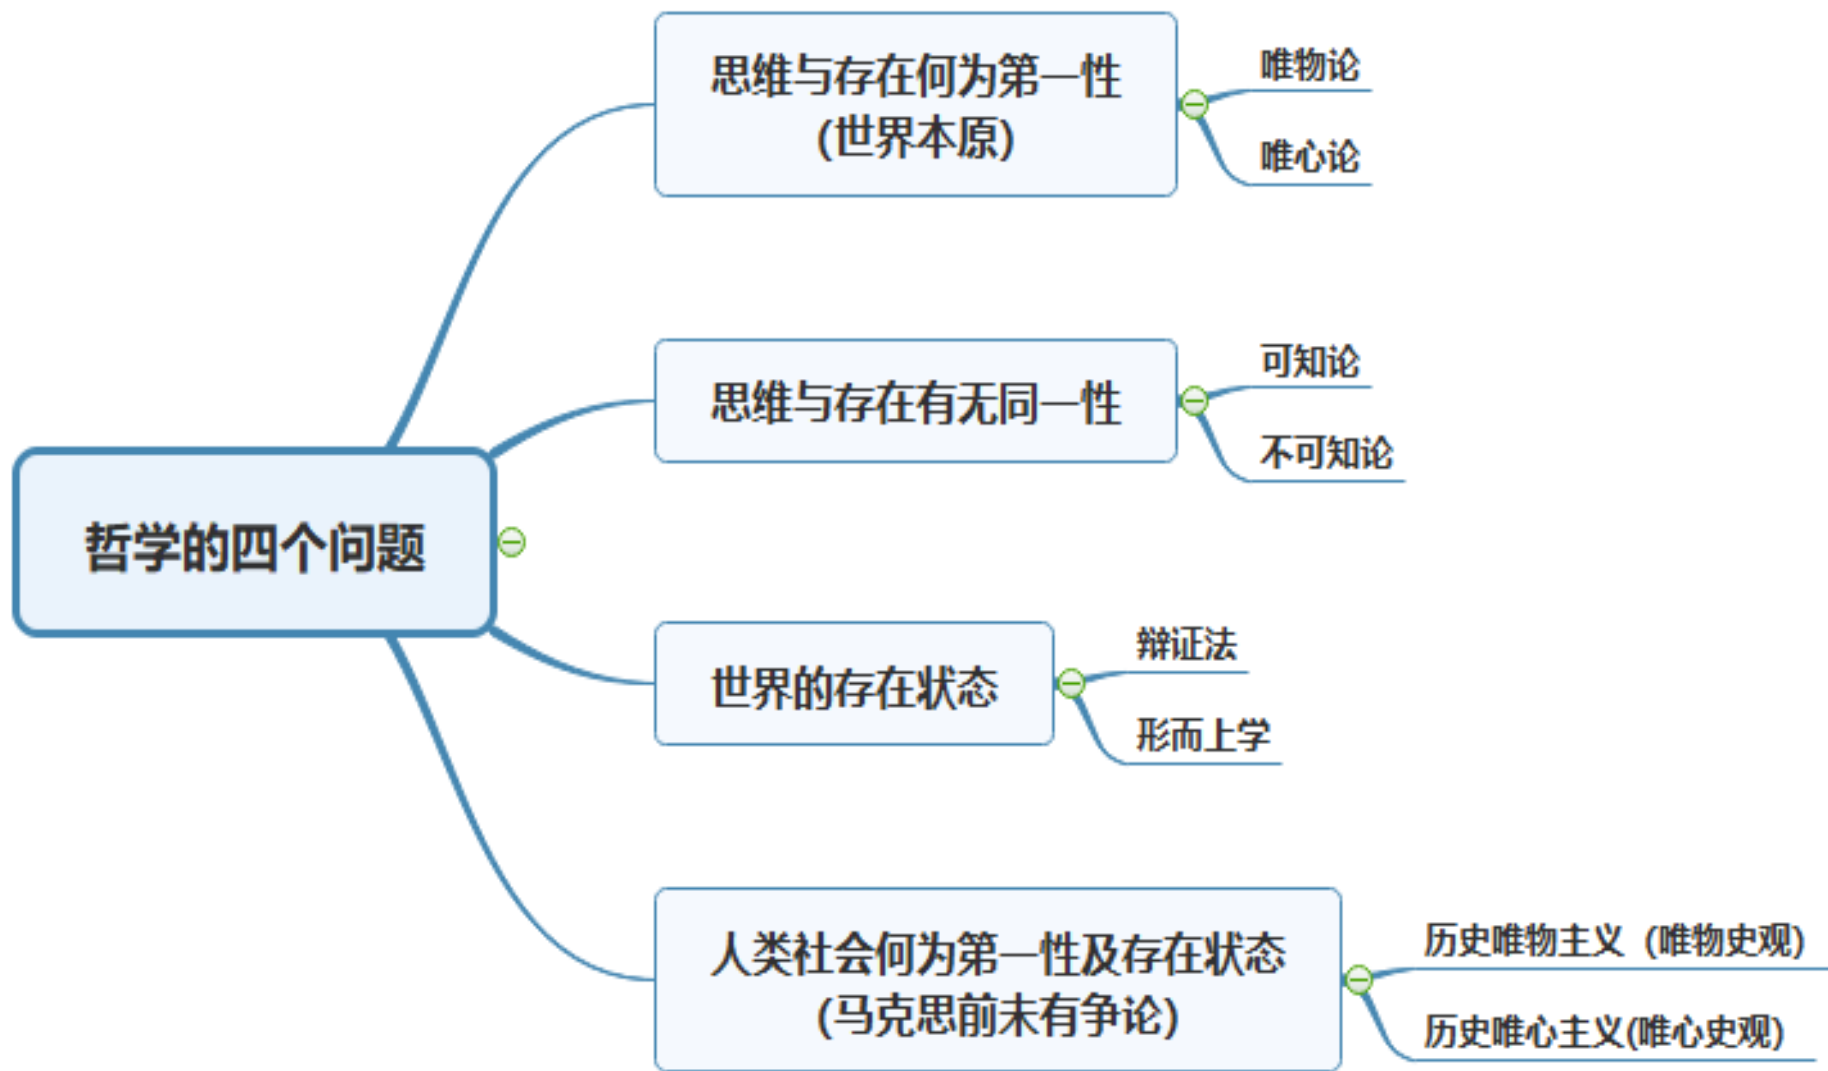 哲学的四个问题
思维与存在何为第一性
(世界本原)
唯物论
唯心论
思维与存在有无同一性
可知论
不可知论
世界的存在状态
辩证法
形而上学
人类社会何为第一性及存在状态
(马克思前未有争论)
历史唯物主义（唯物史观)
历史唯心主义(唯心史观)